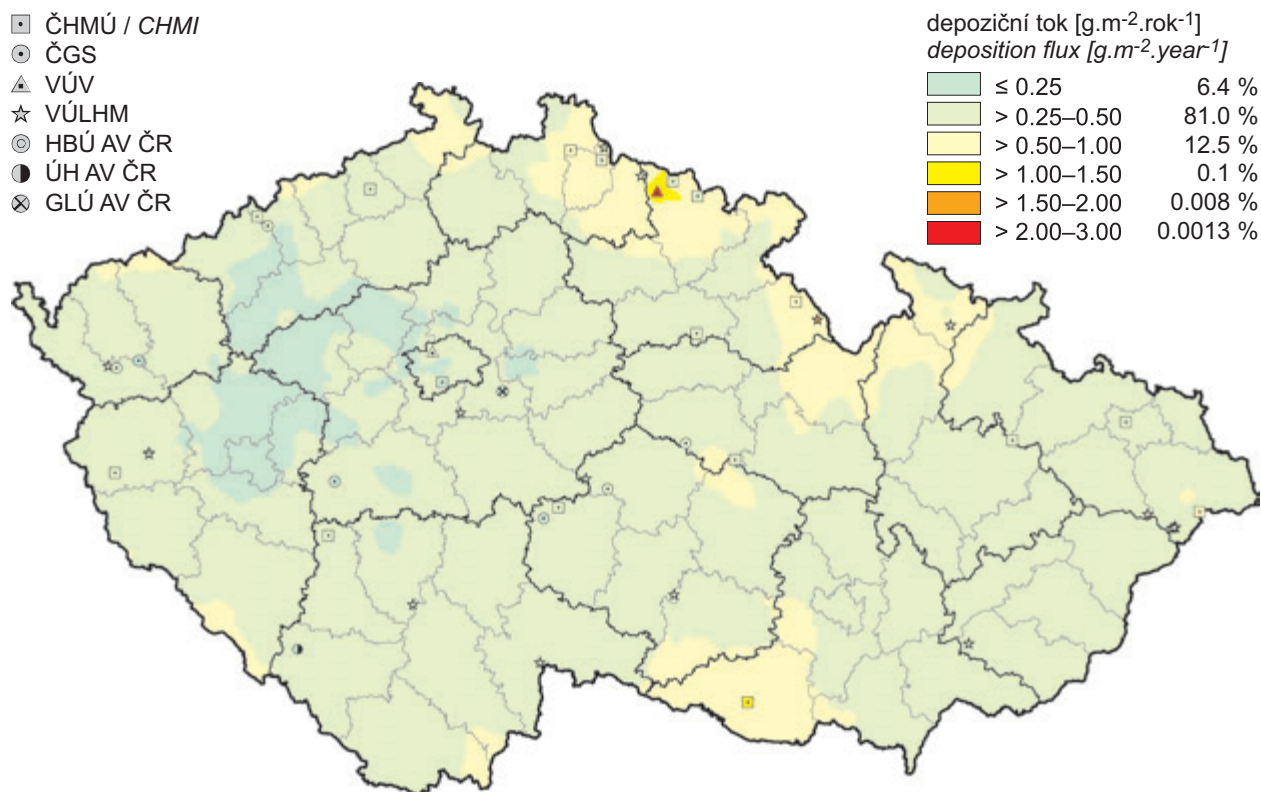 ČHMÚ / CHMI
ČGS
VÚV
VÚLHM
HBÚ AV ČR
ÚH AV ČR
GLÚ AV ČR
depoziční tok [g.m-2.rok-1]
deposition flux [g.m-2.year-1]
≤ 0.25 6.4 %
> 0.25–0.50 81.0 %
> 0.50–1.00 12.5 %
> 1.00–1.50 0.1 %
> 1.50–2.00 0.008 %
> 2.00–3.00 0.0013 %